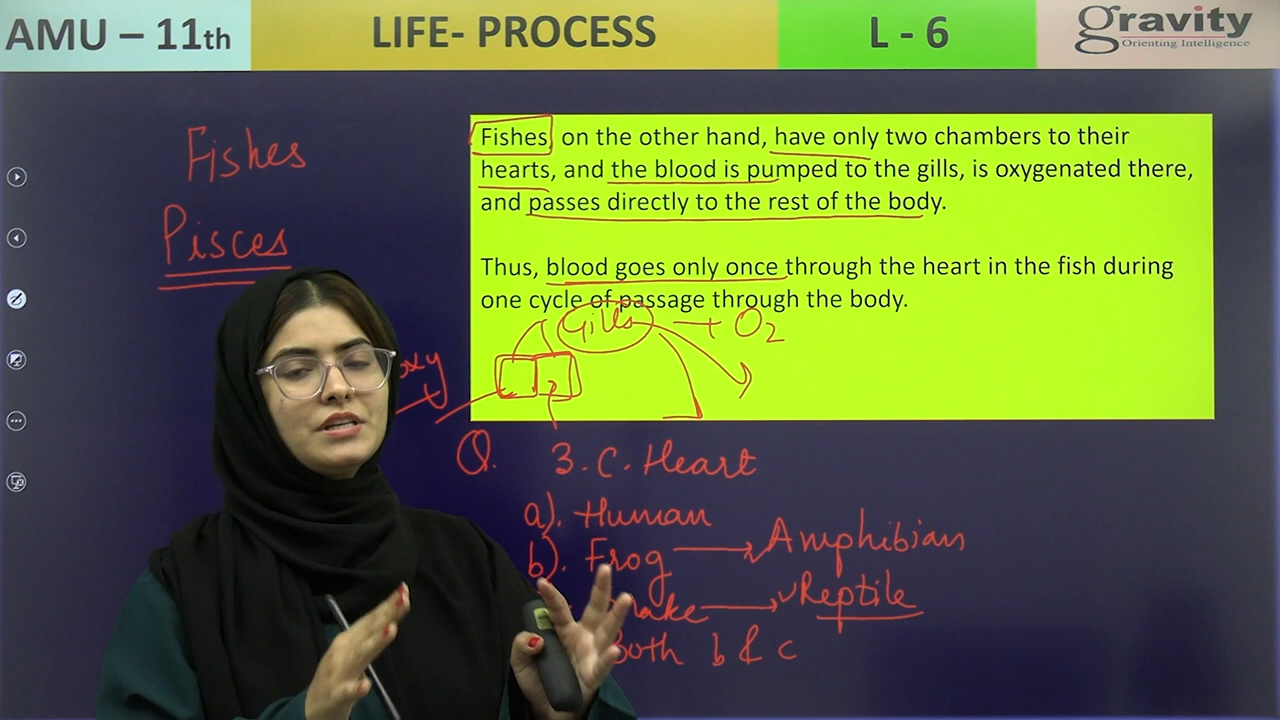 AMU – 11th
LIFE- PROCESS
L - 6
gravity
Orienting Intelligence
Fishes
Pisces
Fishes on the other hand, have only two chambers to their
hearts, and the blood is pumped to the gills, is oxygenated there,
and passes directly to the rest of the body.
Thus, blood goes only once through the heart in the fish during
one cycle of passage through the body.
Gills + O2
oxy
Q. 3. C. Heart
a). Human
b). Frog → Amphibian
→ Reptile
Both b & c